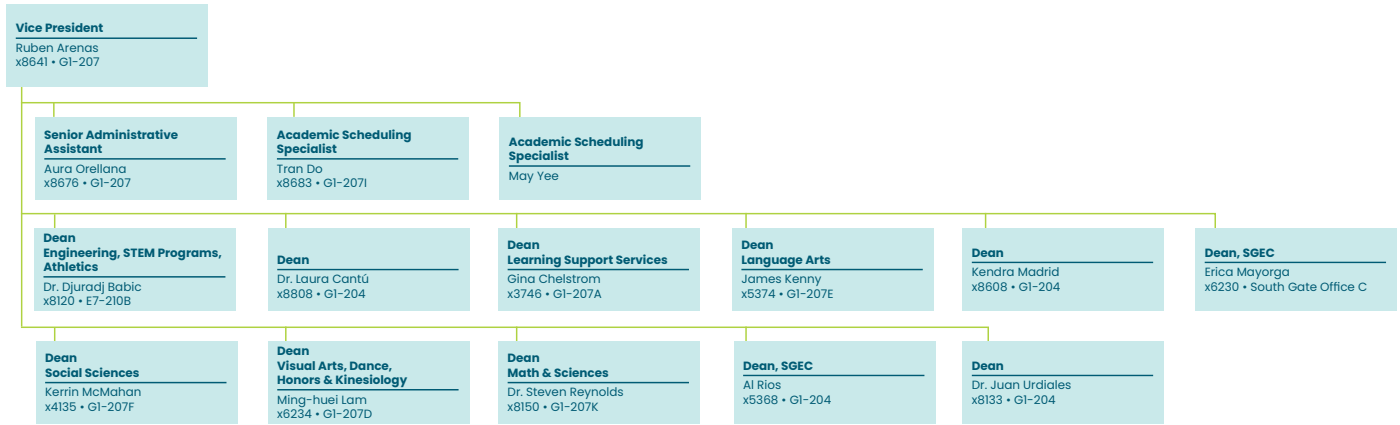 Vice President
Ruben Arenas
x8641 • G1-207
Senior Administrative
Assistant
Aura Orellana
x8676 • G1-207
Academic Scheduling
Specialist
Tran Do
x8683 • G1-207I
Academic Scheduling
Specialist
May Yee
Dean
Engineering, STEM Programs,
Athletics
Dr. Djuradj Babic
x8120 • E7-210B
Dean
Dr. Laura Cantú
x8808 • G1-204
Dean
Learning Support Services
Gina Chelstrom
x3746 • G1-207A
Dean
Language Arts
James Kenny
x5374 • G1-207E
Dean
Kendra Madrid
x8608 • G1-204
Dean, SGEC
Erica Mayorga
x6230 • South Gate Office C
Dean
Social Sciences
Kerrin McMahan
x4135 • G1-207F
Dean
Visual Arts, Dance,
Honors & Kinesiology
Ming-huei Lam
x6234 • G1-207D
Dean
Math & Sciences
Dr. Steven Reynolds
x8150 • G1-207K
Dean, SGEC
Al Rios
x5368 • G1-204
Dean
Dr. Juan Urdiales
x8133 • G1-204